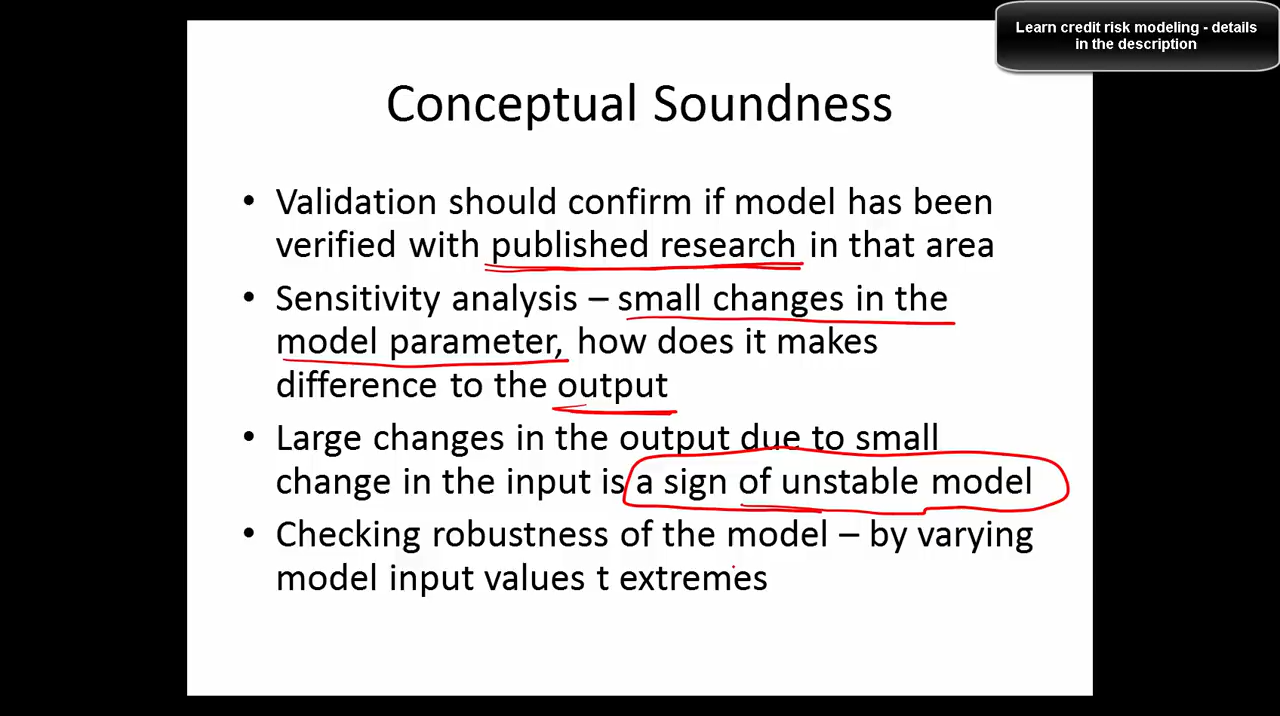 Learn credit risk modeling - details
in the description
Conceptual Soundness
• Validation should confirm if model has been
verified with published research in that area
• Sensitivity analysis – small changes in the
model parameter, how does it makes
difference to the output
• Large changes in the output due to small
change in the input is a sign of unstable model
• Checking robustness of the model – by varying
model input values t extremes